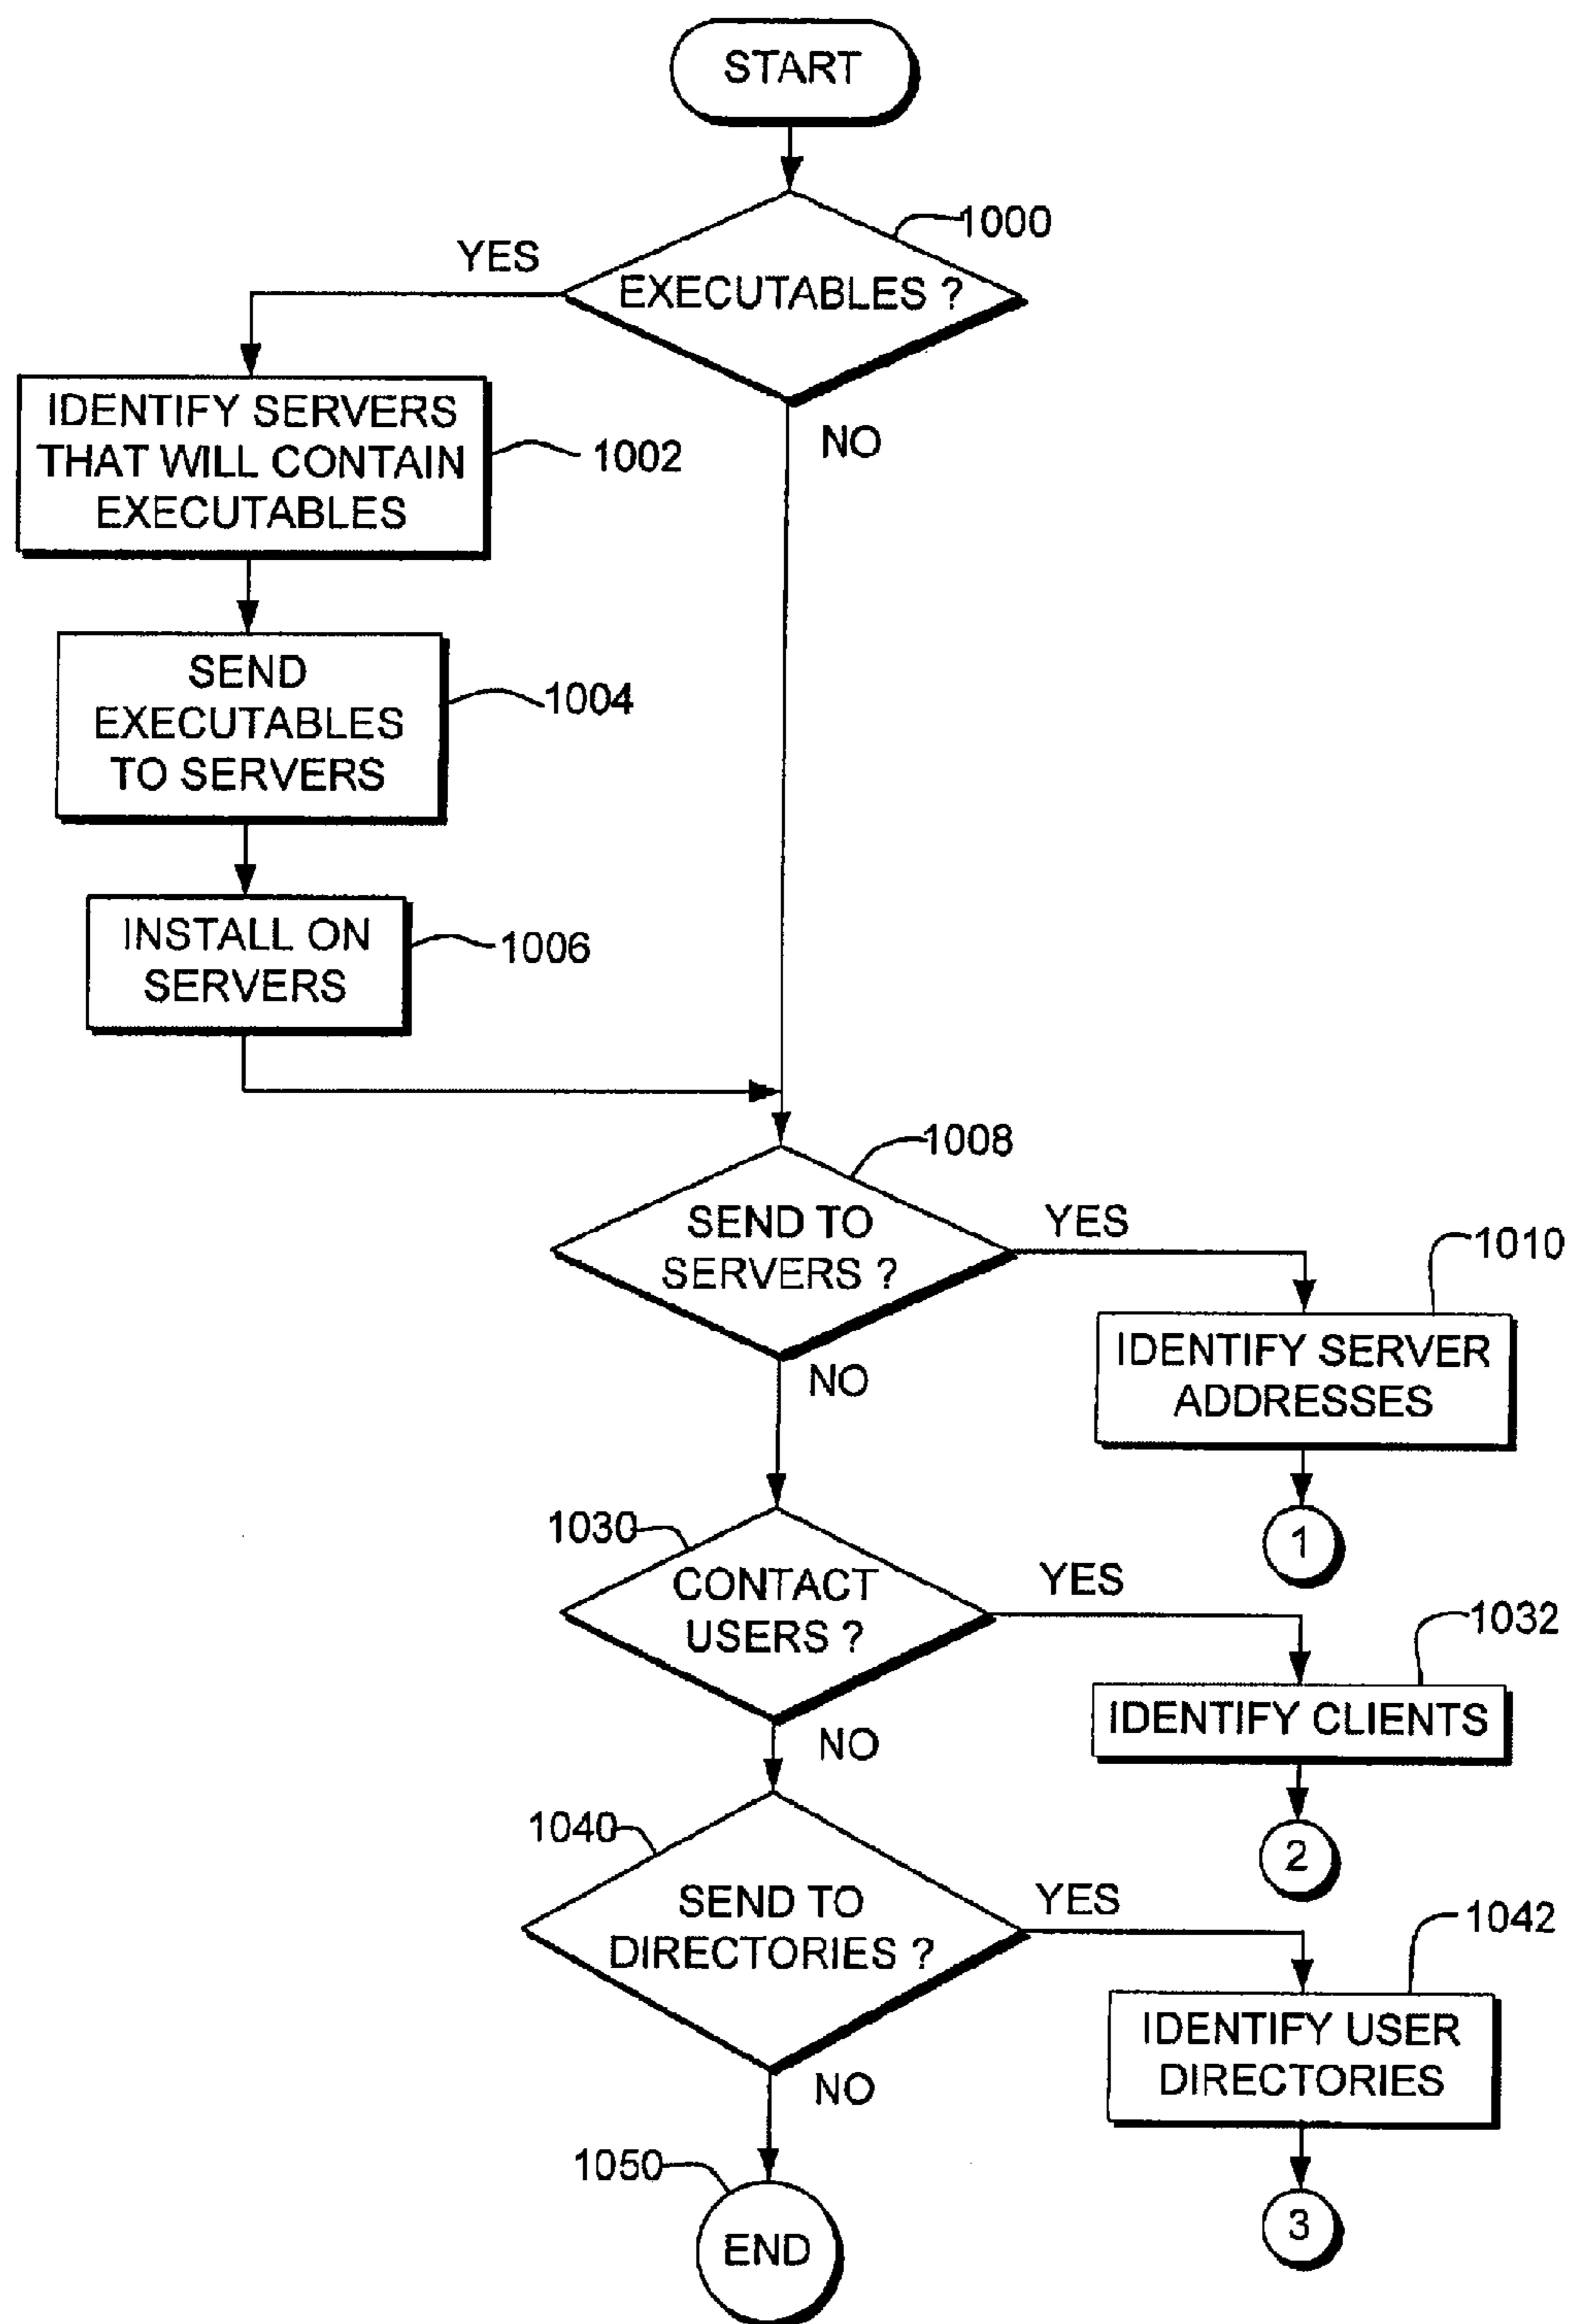 START
1000
YES
EXECUTABLES ?
IDENTIFY SERVERS
THAT WILL CONTAIN
EXECUTABLES
1002
NO
SEND
EXECUTABLES
TO SERVERS
1004
INSTALL ON
SERVERS
1006
1008
SEND TO
SERVERS ?
YES
1010
IDENTIFY SERVER
ADDRESSES
NO
1
1030
CONTACT
USERS ?
YES
1032
IDENTIFY CLIENTS
NO
2
1040
SEND TO
DIRECTORIES ?
YES
1042
IDENTIFY USER
DIRECTORIES
NO
3
1050
END